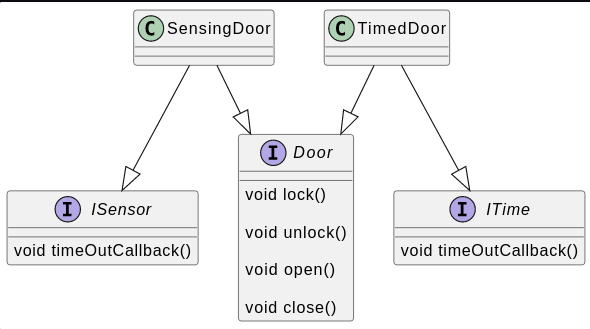 C SensingDoor
C TimedDoor
I Door
void lock()
void unlock()
void open()
void close()
I ISensor
void timeOutCallback()
I ITime
void timeOutCallback()